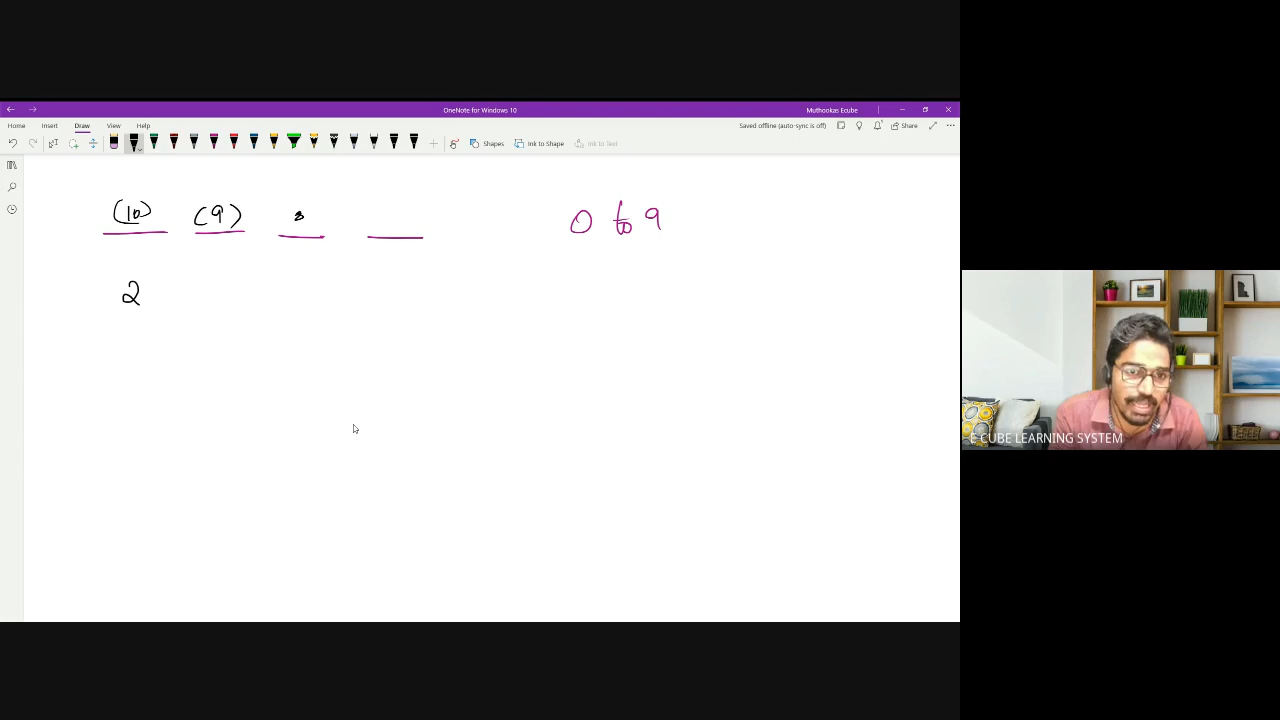 OneNote for Windows 10
Muthookas Ecube
Home Insert Draw View Help
Saved offline (auto-sync is off) Share
Shapes Ink to Shape Ink to Text
(10) (9) 8 0 to 9
2
E CUBE LEARNING SYSTEM